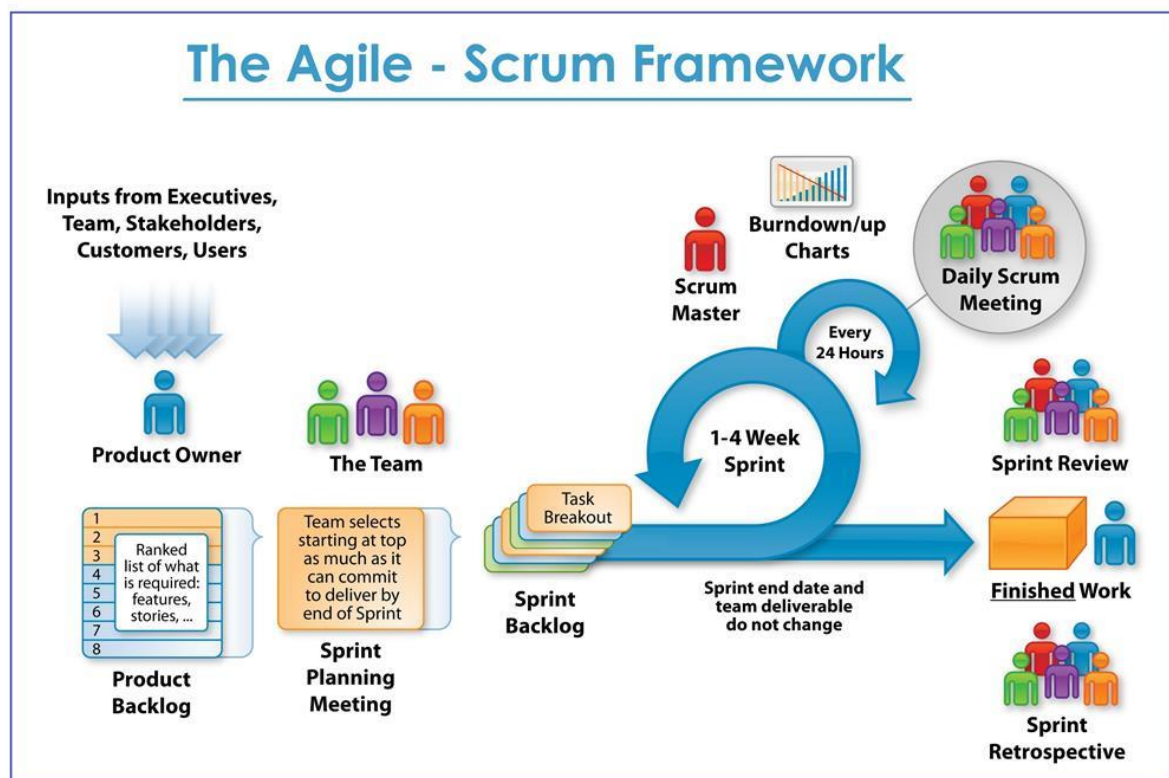 The Agile - Scrum Framework
Inputs from Executives,
Team, Stakeholders,
Customers, Users
Product Owner
The Team
1
2
3
4
5
6
7
8
Ranked
list of what
is required:
features,
stories, ...
Product
Backlog
Team selects
starting at top
as much as it
can commit
to deliver by
end of Sprint
Sprint
Planning
Meeting
Task
Breakout
Sprint
Backlog
Scrum
Master
Burndown/up
Charts
Every
24 Hours
Daily Scrum
Meeting
1-4 Week
Sprint
Sprint end date and
team deliverable
do not change
Sprint Review
Finished Work
Sprint
Retrospective